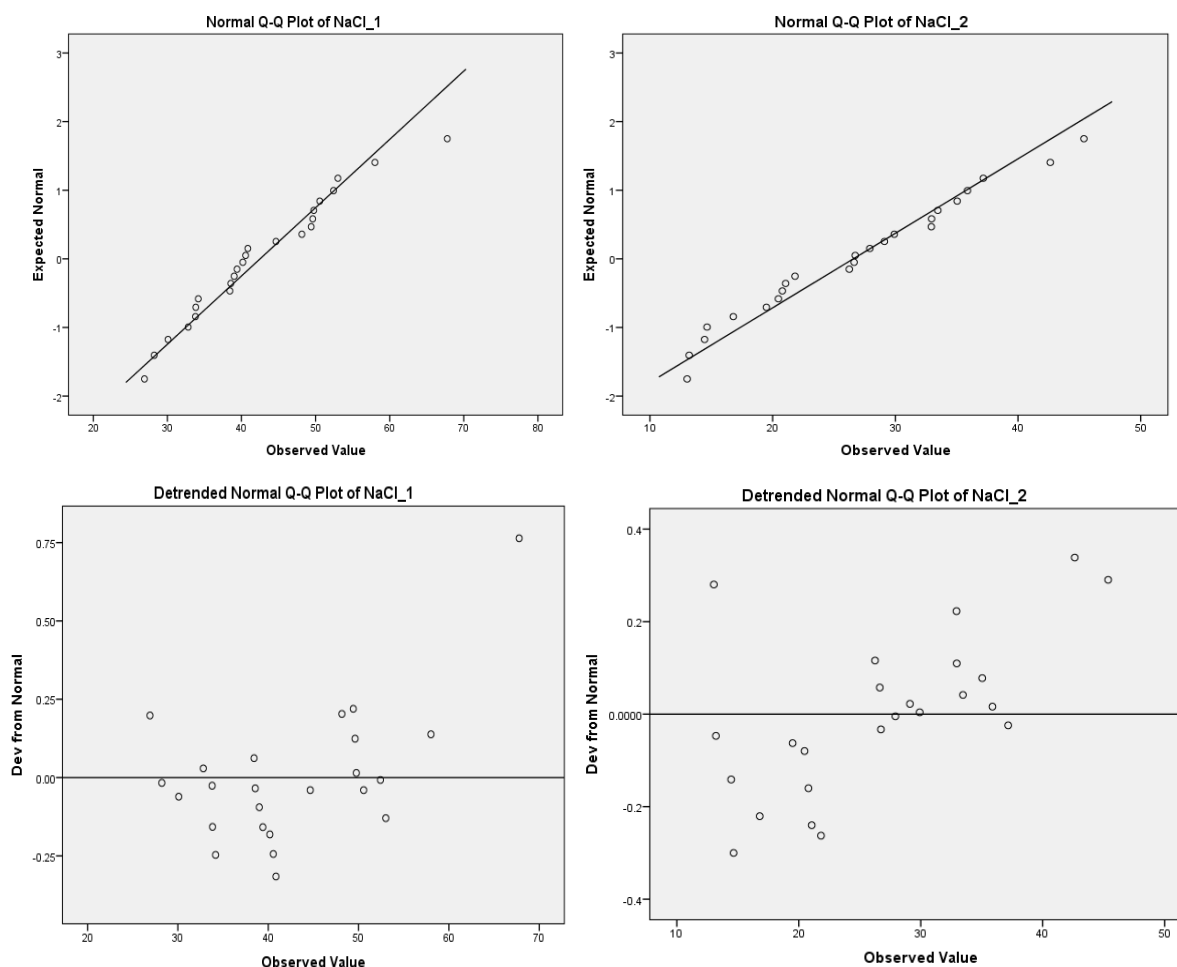 Normal Q-Q Plot of NaCl_1
3
2
1
0
-1
-2
Expected Normal
20 30 40 50 60 70 80
Observed Value
Normal Q-Q Plot of NaCl_2
3
2
1
0
-1
-2
Expected Normal
10 20 30 40 50
Observed Value
Detrended Normal Q-Q Plot of NaCl_1
0.75
0.50
0.25
0.00
-0.25
Dev from Normal
20 30 40 50 60 70
Observed Value
Detrended Normal Q-Q Plot of NaCl_2
0.4
0.2
0.0000
-0.2
-0.4
Dev from Normal
10 20 30 40 50
Observed Value